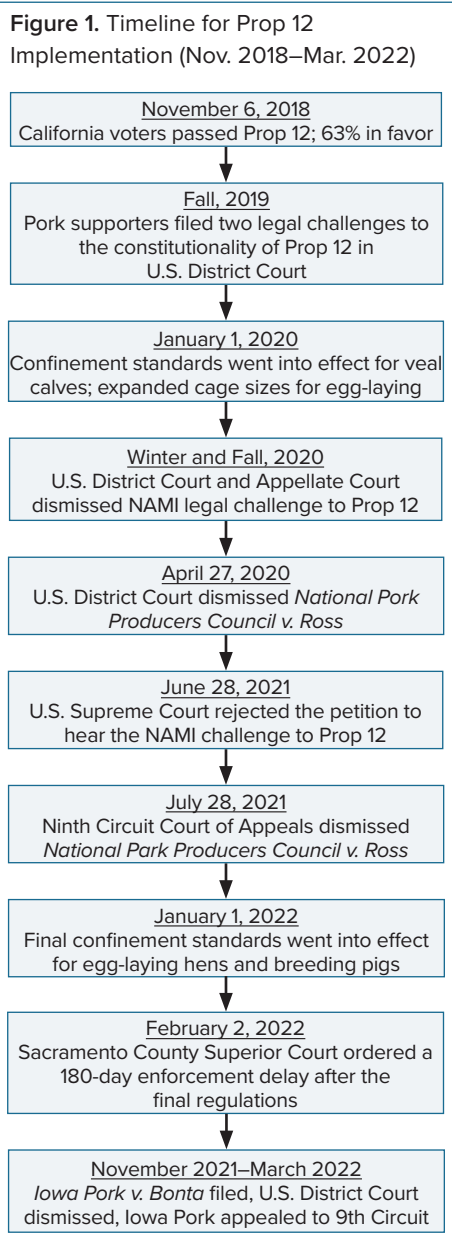 Figure 1. Timeline for Prop 12
Implementation (Nov. 2018–Mar. 2022)
November 6, 2018
California voters passed Prop 12; 63% in favor
Fall, 2019
Pork supporters filed two legal challenges to
the constitutionality of Prop 12 in
U.S. District Court
January 1, 2020
Confinement standards went into effect for veal
calves; expanded cage sizes for egg-laying
Winter and Fall, 2020
U.S. District Court and Appellate Court
dismissed NAMI legal challenge to Prop 12
April 27, 2020
U.S. District Court dismissed National Pork
Producers Council v. Ross
June 28, 2021
U.S. Supreme Court rejected the petition to
hear the NAMI challenge to Prop 12
July 28, 2021
Ninth Circuit Court of Appeals dismissed
National Park Producers Council v. Ross
January 1, 2022
Final confinement standards went into effect
for egg-laying hens and breeding pigs
February 2, 2022
Sacramento County Superior Court ordered a
180-day enforcement delay after the
final regulations
November 2021–March 2022
Iowa Pork v. Bonta filed, U.S. District Court
dismissed, Iowa Pork appealed to 9th Circuit